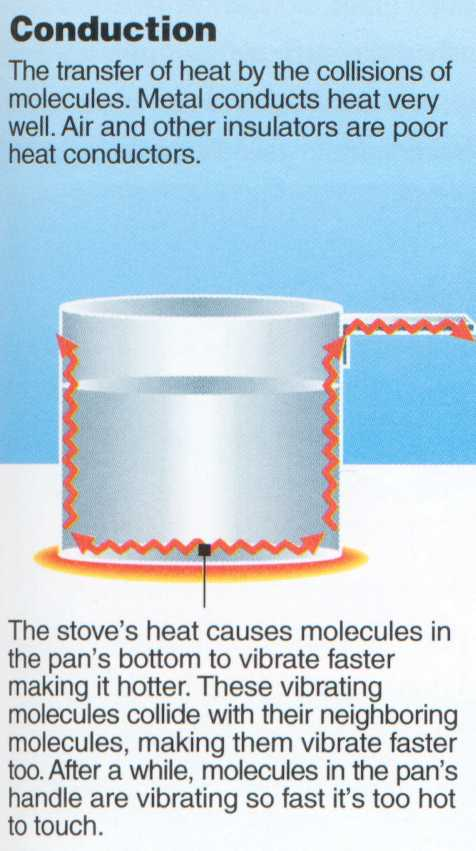 Conduction
The transfer of heat by the collisions of
molecules. Metal conducts heat very
well. Air and other insulators are poor
heat conductors.
The stove's heat causes molecules in
the pan's bottom to vibrate faster
making it hotter. These vibrating
molecules collide with their neighboring
molecules, making them vibrate faster
too. After a while, molecules in the pan's
handle are vibrating so fast it's too hot
to touch.